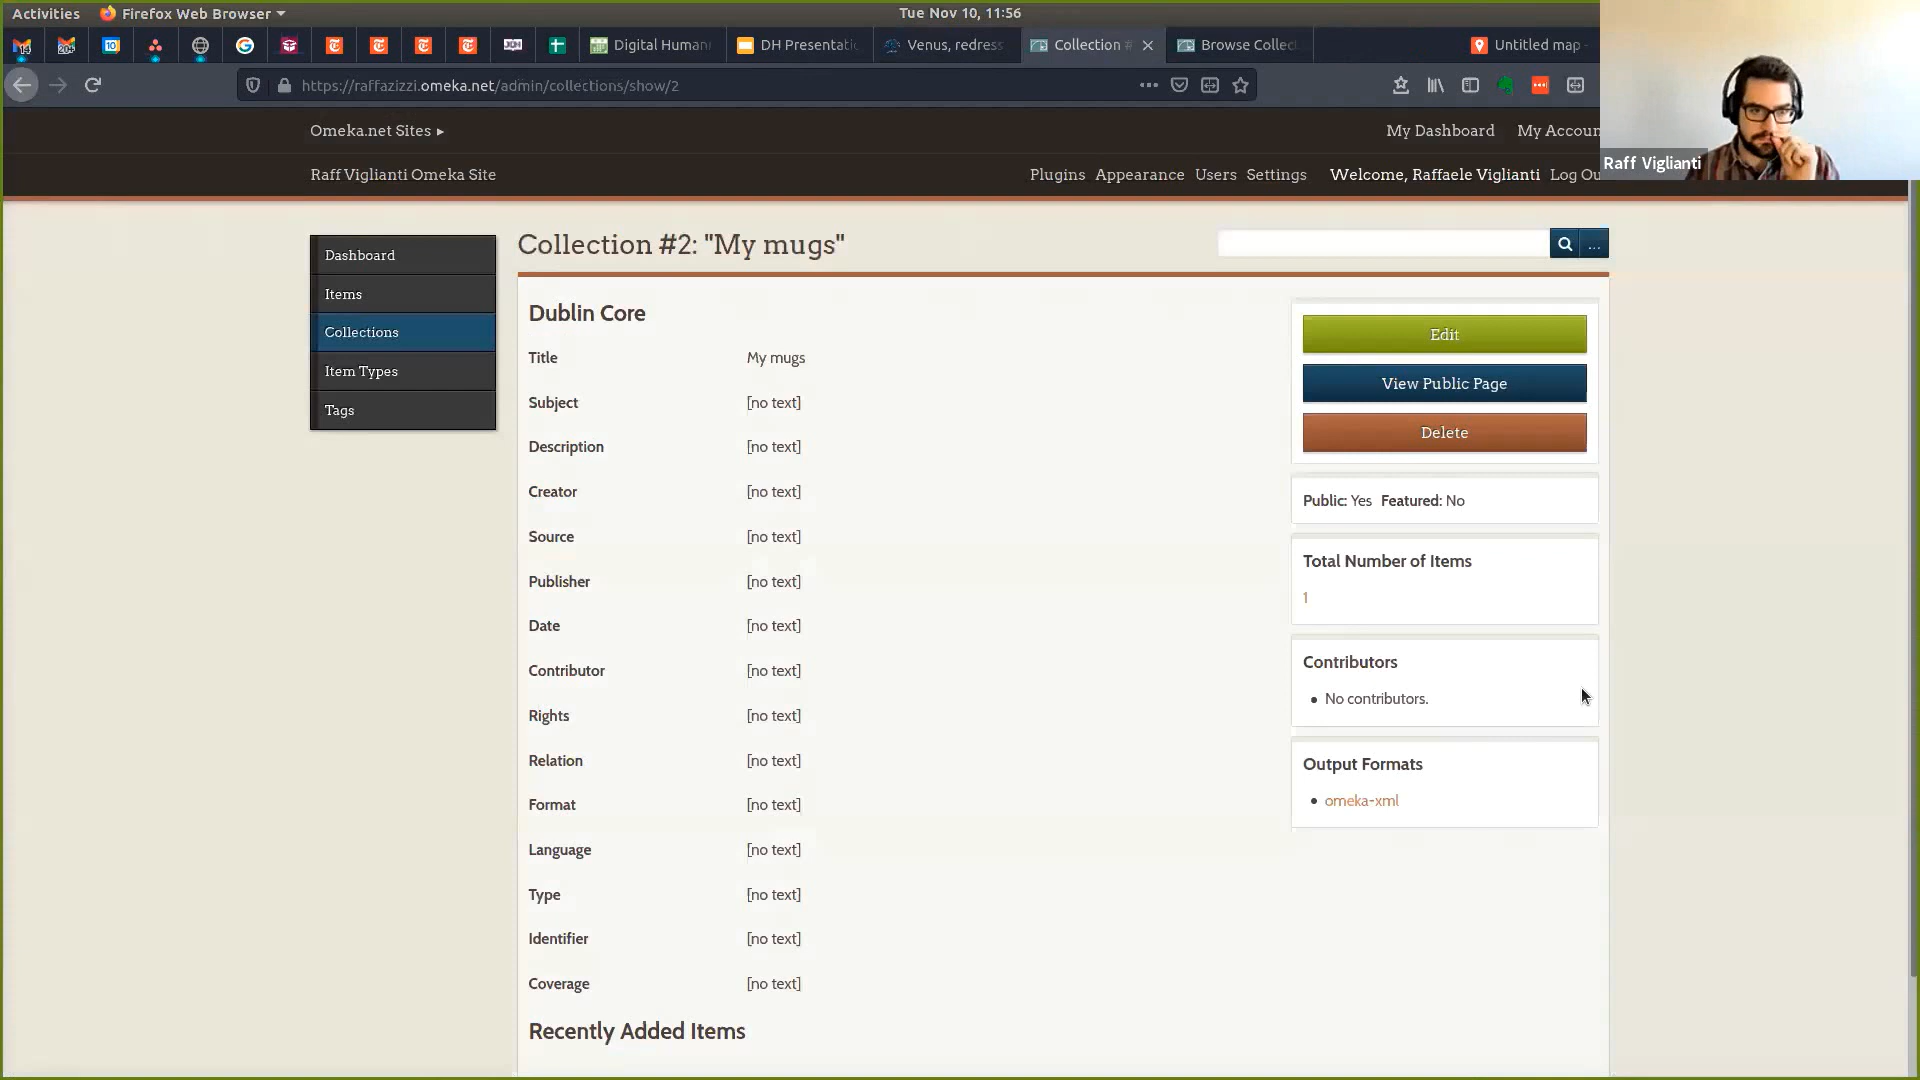 Activities Firefox Web Browser Tue Nov 10, 11:56
14 20+ 10 Digital Human DH Presentati Venus, redress Collection # Browse Collec Untitled map -
https://raffazizzi.omeka.net/admin/collections/show/2
Omeka.net Sites My Dashboard My Accoun
Raff Viglianti
Raff Viglianti Omeka Site Plugins Appearance Users Settings Welcome, Raffaele Viglianti Log Ou
Collection #2: "My mugs" ...
Dashboard
Items
Collections
Item Types
Tags
Dublin Core
Title My mugs
Subject [no text]
Description [no text]
Creator [no text]
Source [no text]
Publisher [no text]
Date [no text]
Contributor [no text]
Rights [no text]
Relation [no text]
Format [no text]
Language [no text]
Type [no text]
Identifier [no text]
Coverage [no text]
Recently Added Items
Edit
View Public Page
Delete
Public: Yes Featured: No
Total Number of Items
1
Contributors
No contributors.
Output Formats
omeka-xml